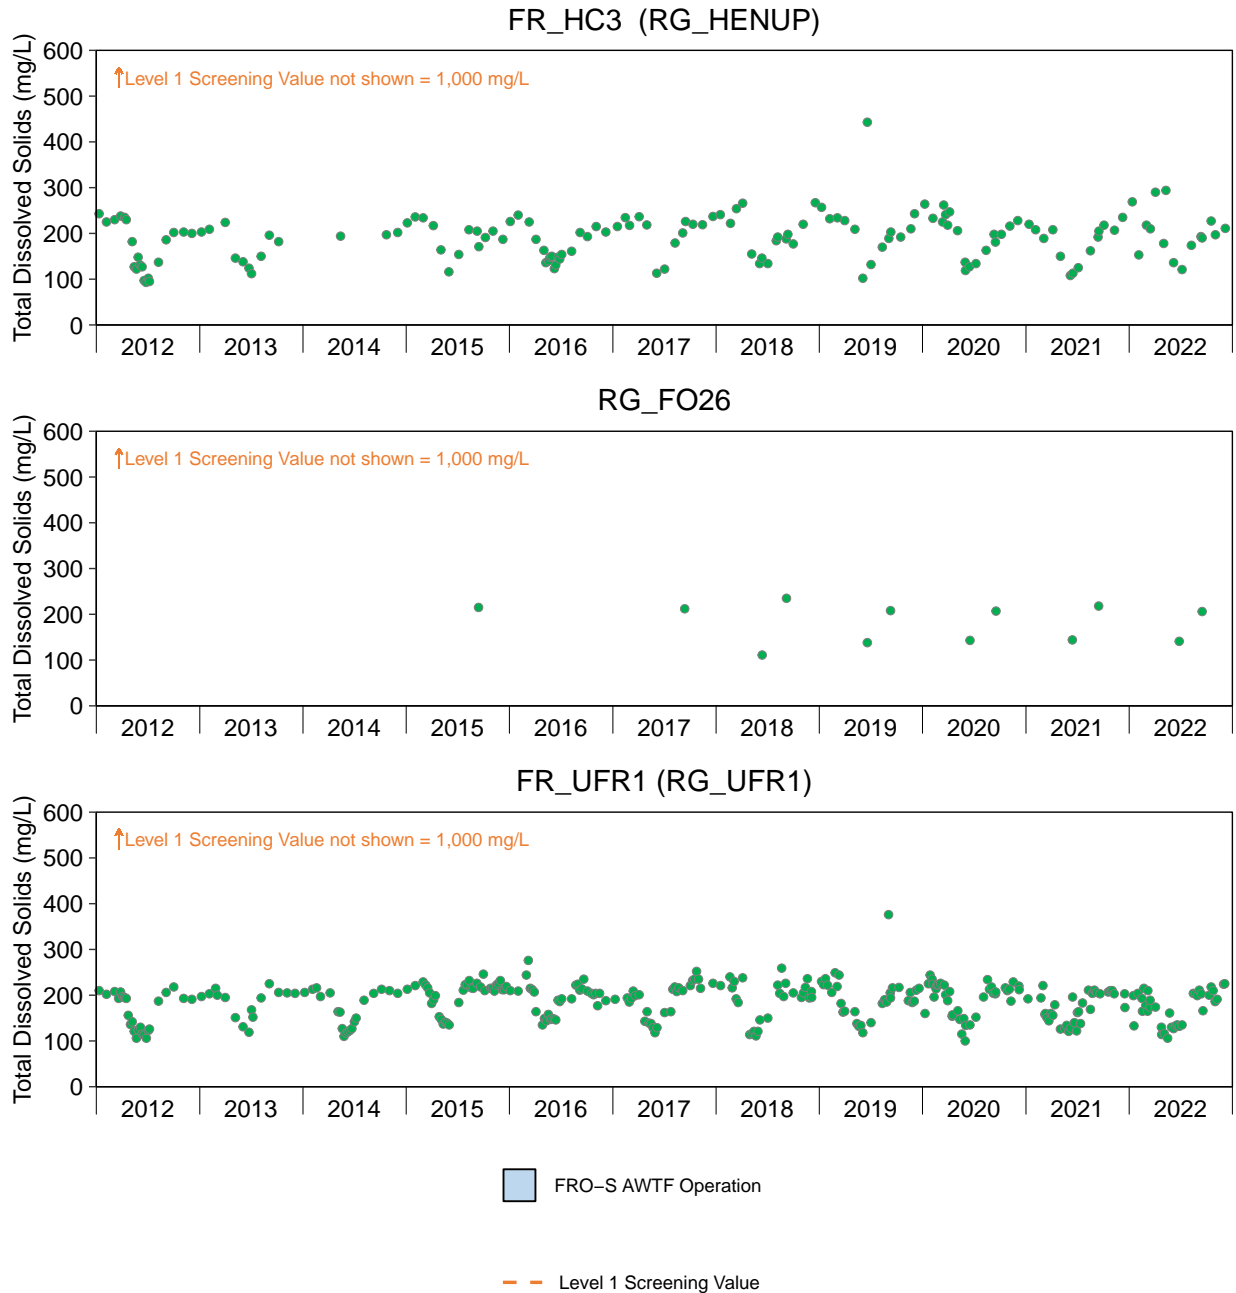 FR_HC3  (RG_HENUP)
Total Dissolved Solids (mg/L)
600
500
400
300
200
100
0
↑Level 1 Screening Value not shown = 1,000 mg/L
2012 2013 2014 2015 2016 2017 2018 2019 2020 2021 2022
RG_FO26
Total Dissolved Solids (mg/L)
600
500
400
300
200
100
0
↑Level 1 Screening Value not shown = 1,000 mg/L
2012 2013 2014 2015 2016 2017 2018 2019 2020 2021 2022
FR_UFR1 (RG_UFR1)
Total Dissolved Solids (mg/L)
600
500
400
300
200
100
0
↑Level 1 Screening Value not shown = 1,000 mg/L
2012 2013 2014 2015 2016 2017 2018 2019 2020 2021 2022
FRO−S AWTF Operation
Level 1 Screening Value